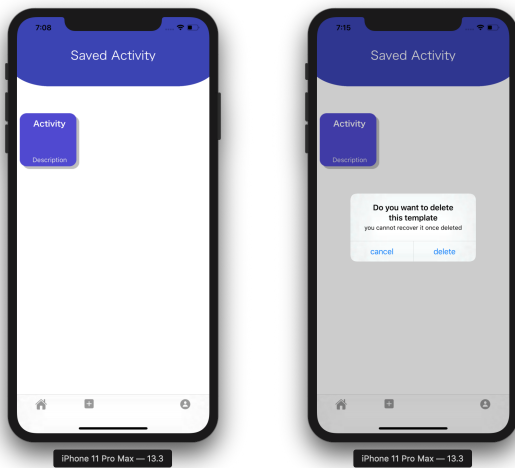 7:08
Saved Activity
Activity
Description
iPhone 11 Pro Max — 13.3
7:15
Saved Activity
Activity
Description
Do you want to delete
this template
you cannot recover it once deleted
cancel
delete
iPhone 11 Pro Max — 13.3